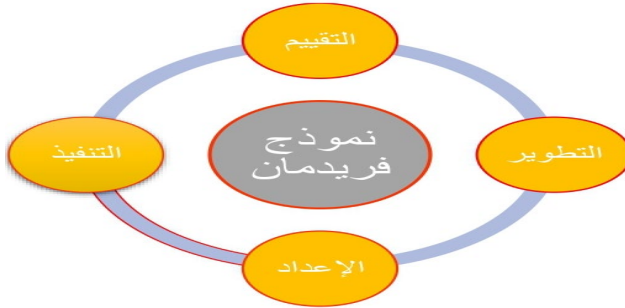 التقييم
التطوير
نموذج
فريدمان
التنفيذ
الإعداد